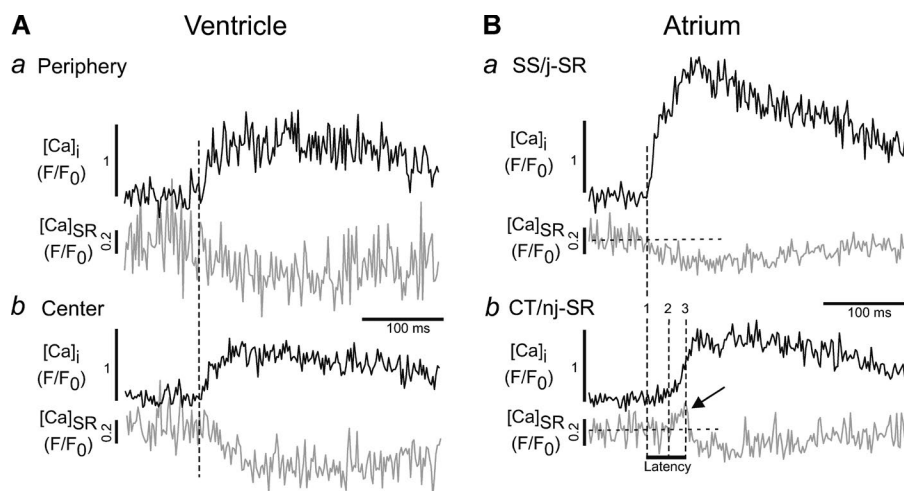 A Ventricle
a Periphery
[Ca]i
(F/F0)
1
[Ca]SR
(F/F0)
0.2
b Center
100 ms
[Ca]i
(F/F0)
1
[Ca]SR
(F/F0)
0.2
B Atrium
a SS/j-SR
[Ca]i
(F/F0)
1
[Ca]SR
(F/F0)
0.2
b CT/nj-SR
1 2 3
100 ms
[Ca]i
(F/F0)
1
[Ca]SR
(F/F0)
0.2
Latency